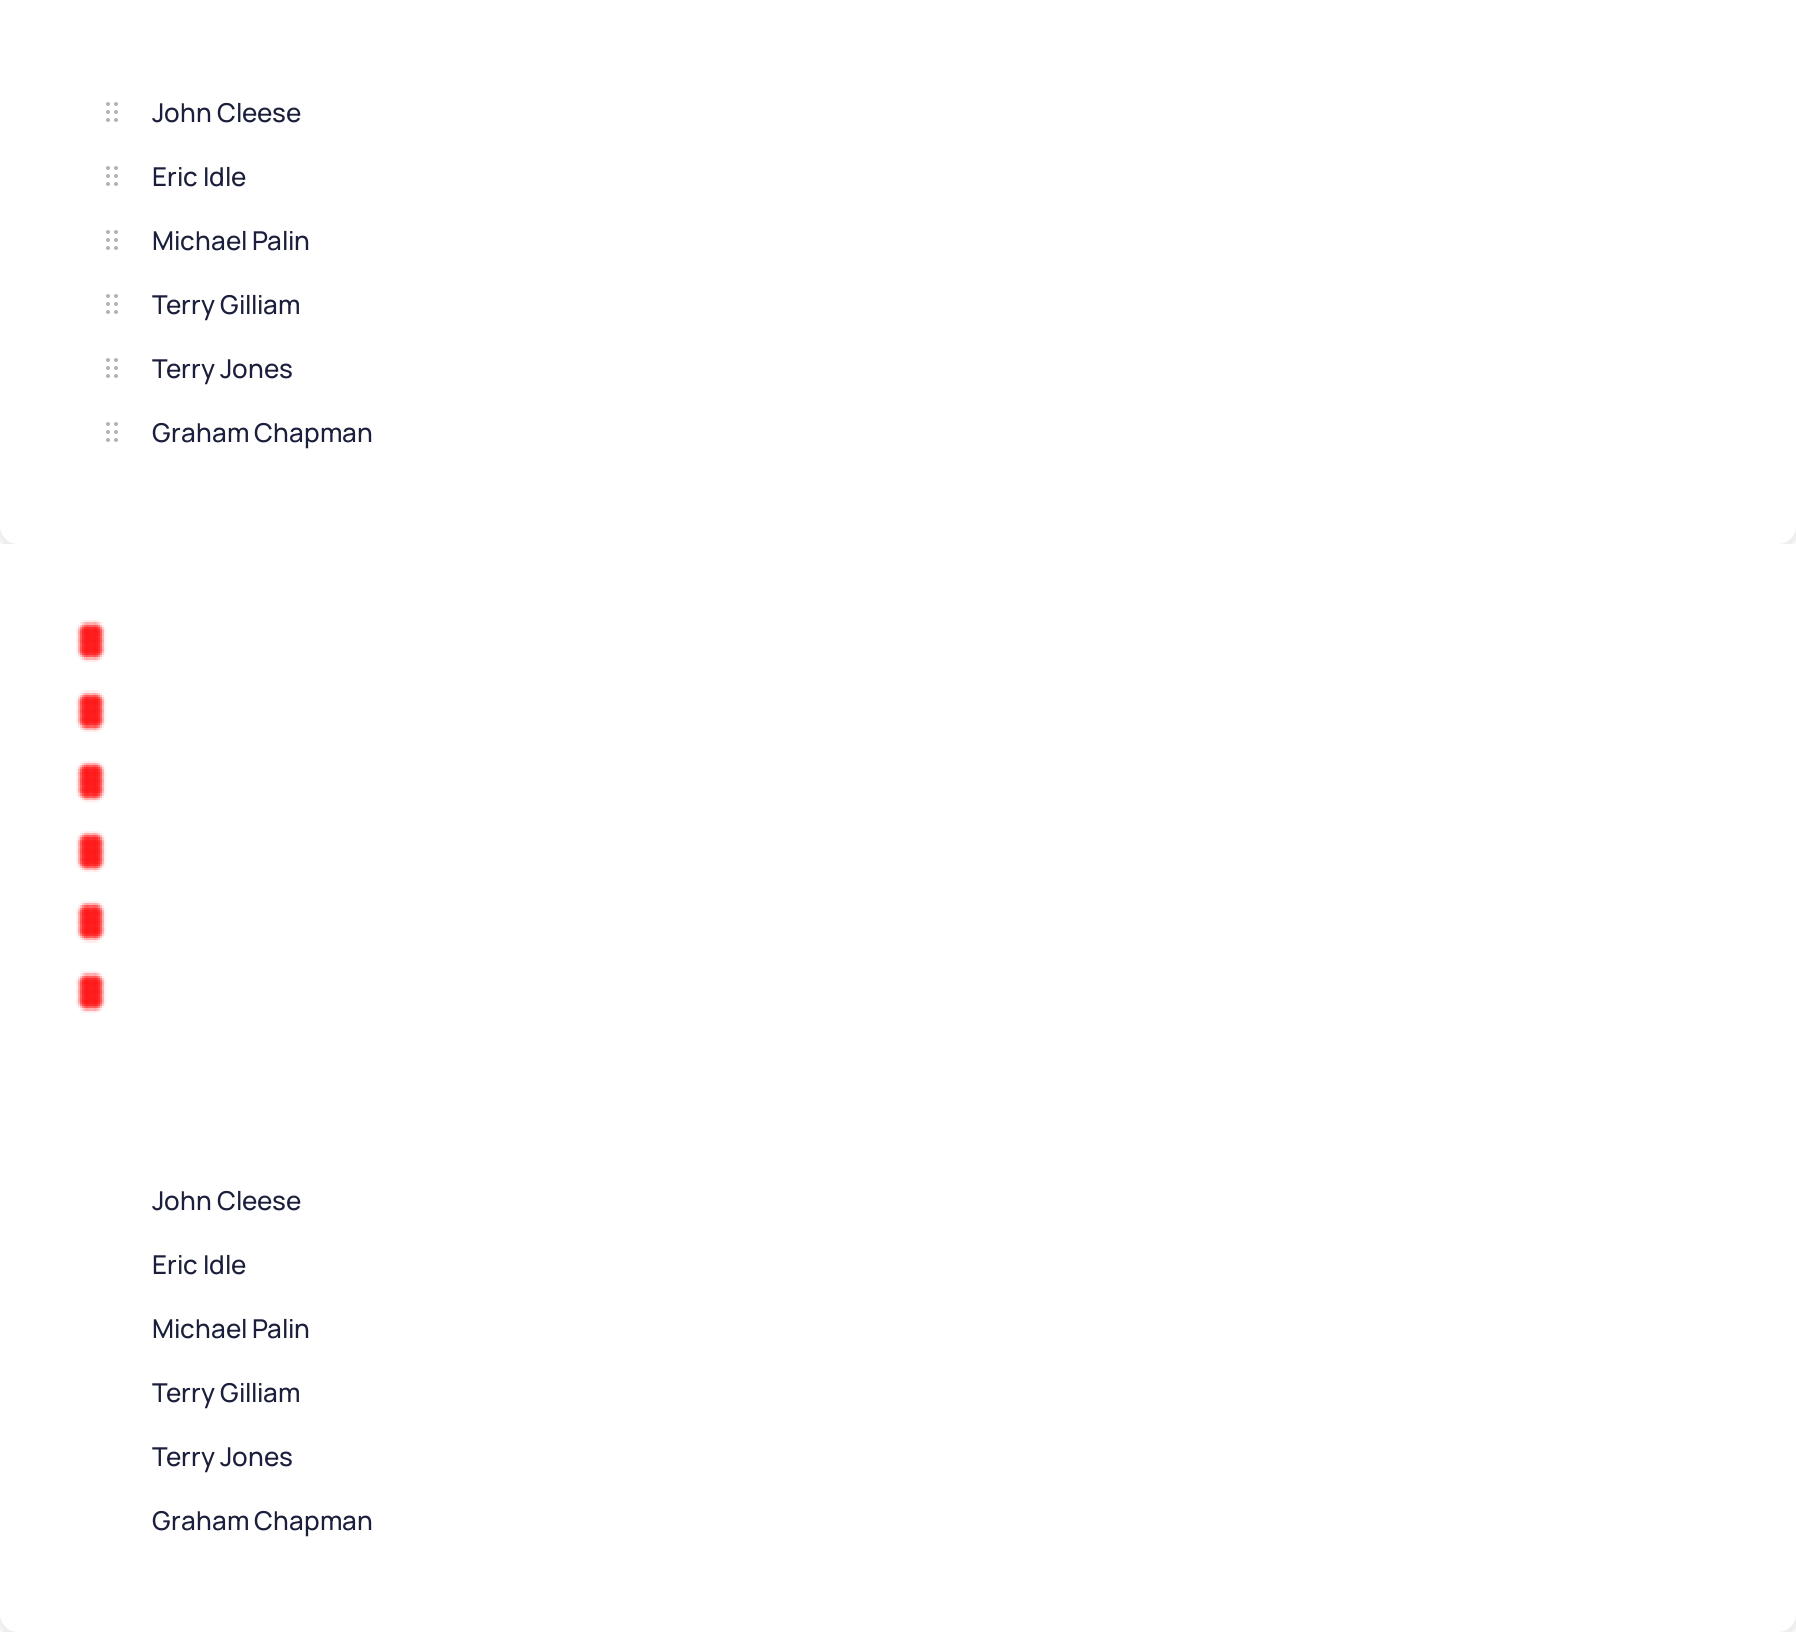 John Cleese
Eric Idle
Michael Palin
Terry Gilliam
Terry Jones
Graham Chapman
John Cleese
Eric Idle
Michael Palin
Terry Gilliam
Terry Jones
Graham Chapman